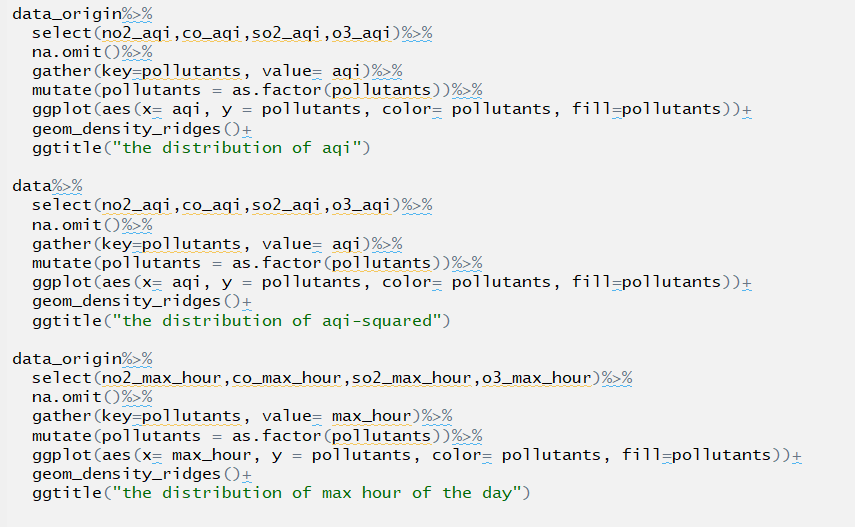 data_origin%>%
  select(no2_aqi,co_aqi,so2_aqi,o3_aqi)%>%
  na.omit()%>%
  gather(key=pollutants, value= aqi)%>%
  mutate(pollutants = as.factor(pollutants))%>%
  ggplot(aes(x= aqi, y = pollutants, color= pollutants, fill=pollutants))+
  geom_density_ridges()+
  ggtitle("the distribution of aqi")

data%>%
  select(no2_aqi,co_aqi,so2_aqi,o3_aqi)%>%
  na.omit()%>%
  gather(key=pollutants, value= aqi)%>%
  mutate(pollutants = as.factor(pollutants))%>%
  ggplot(aes(x= aqi, y = pollutants, color= pollutants, fill=pollutants))+
  geom_density_ridges()+
  ggtitle("the distribution of aqi-squared")

data_origin%>%
  select(no2_max_hour,co_max_hour,so2_max_hour,o3_max_hour)%>%
  na.omit()%>%
  gather(key=pollutants, value= max_hour)%>%
  mutate(pollutants = as.factor(pollutants))%>%
  ggplot(aes(x= max_hour, y = pollutants, color= pollutants, fill=pollutants))+
  geom_density_ridges()+
  ggtitle("the distribution of max hour of the day")